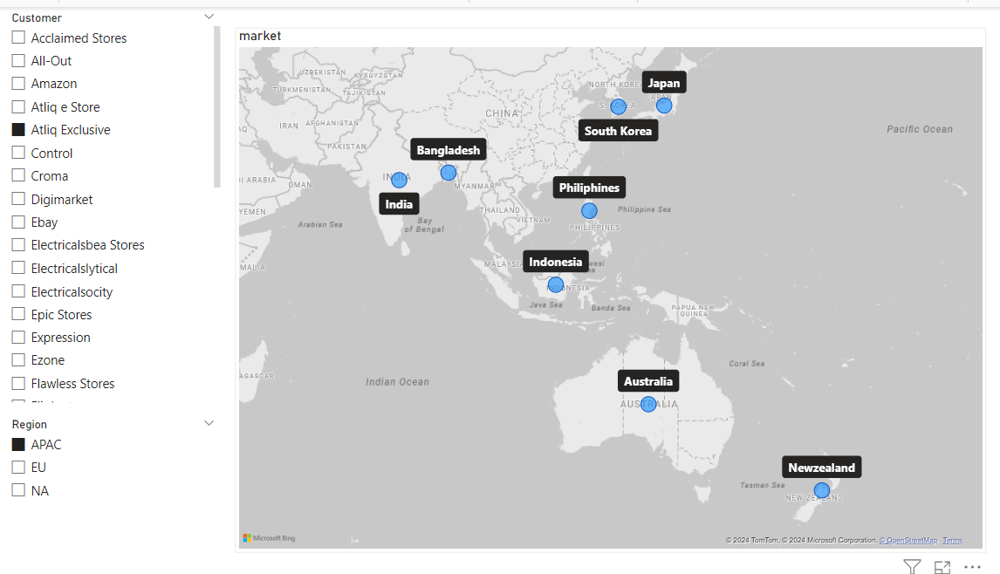 Customer
Acclaimed Stores
All-Out
Amazon
Atliq e Store
Atliq Exclusive
Control
Croma
Digimarket
Ebay
Electricalsbea Stores
Electricalslytical
Electricalsocity
Epic Stores
Expression
Ezone
Flawless Stores
Region
APAC
EU
NA
market
UZBEKISTAN
KYRGYZSTAN
TURKMENISTAN
TAJIKISTAN
NORTH KOREA
Japan
JAPAN
S. KOREA
CHINA
IRAN
AFGHANISTAN
South Korea
Pacific Ocean
PAKISTAN
Bangladesh
INDIA
OMAN
MYANMAR
Philiphines
India
YEMEN
THAILAND
Philippine Sea
Arabian Sea
Bay
of Bengal
VIETNAM
PHILIPPINES
MALAYSIA
Indonesia
INDONESIA
Java Sea
Banda Sea
PAPUA NEW
GUINEA
Coral Sea
Indian Ocean
Australia
AUSTRALIA
Newzealand
Tasman Sea
NEW ZEALAND
Microsoft Bing
© 2024 TomTom, © 2024 Microsoft Corporation, © OpenStreetMap Terms